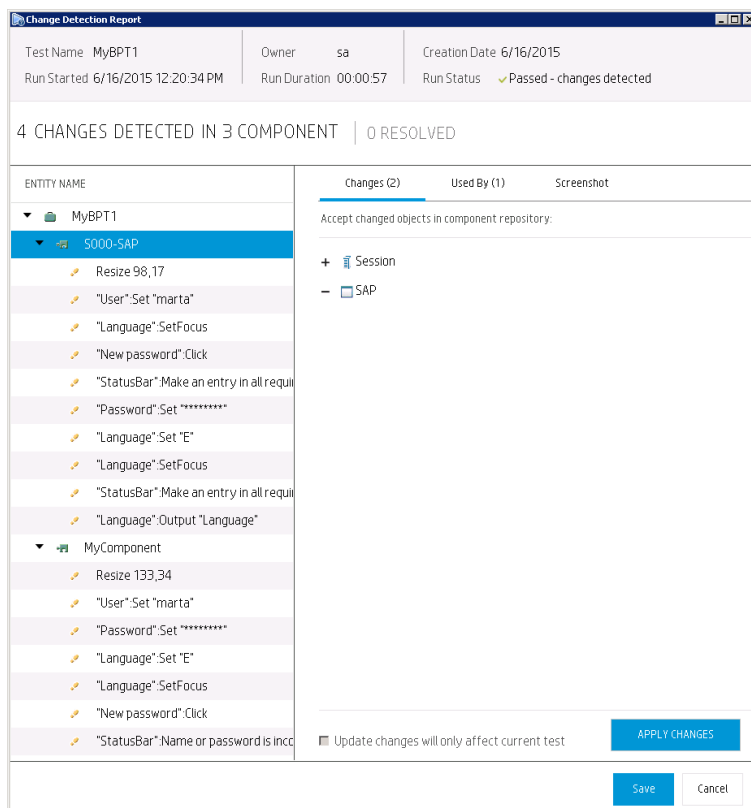 Change Detection Report
Test Name MyBPT1 Owner sa Creation Date 6/16/2015
Run Started 6/16/2015 12:20:34 PM Run Duration 00:00:57 Run Status Passed - changes detected
4 CHANGES DETECTED IN 3 COMPONENT 0 RESOLVED
ENTITY NAME
MyBPT1
5000-SAP
Resize 98,17
"User":Set "marta"
"Language":SetFocus
"New password":Click
"StatusBar":Make an entry in all requi
"Password":Set "********"
"Language":Set "E"
"Language":SetFocus
"StatusBar":Make an entry in all requi
"Language":Output "Language"
MyComponent
Resize 133,34
"User":Set "marta"
"Password":Set "********"
"Language":Set "E"
"Language":SetFocus
"New password":Click
"StatusBar":Name or password is inco
Changes (2) Used By (1) Screenshot
Accept changed objects in component repository:
+ Session
– SAP
Update changes will only affect current test APPLY CHANGES
Save Cancel